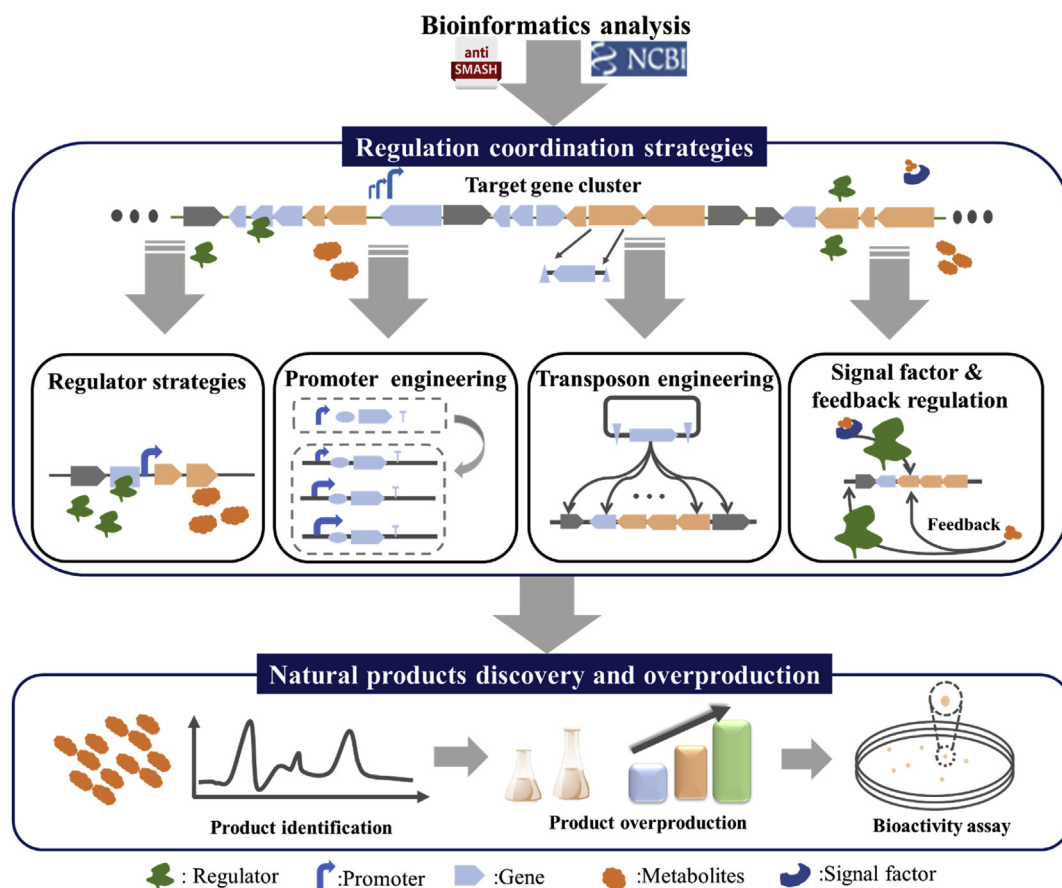 Bioinformatics analysis
anti
SMASH
NCBI
Regulation coordination strategies
Target gene cluster
Regulator strategies
Promoter engineering
Transposon engineering
Signal factor &
feedback regulation
T
T
T
T
Feedback
Natural products discovery and overproduction
Product identification
Product overproduction
Bioactivity assay
: Regulator
:Promoter
:Gene
:Metabolites
:Signal factor